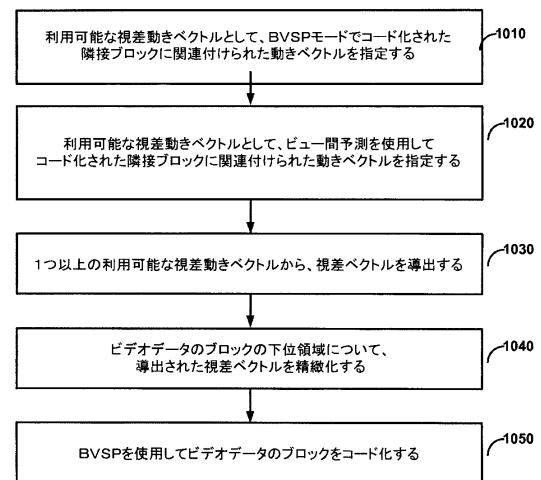 利用可能な視差動きベクトルとして、BVSPモードでコード化された
隣接ブロックに関連付けられた動きベクトルを指定する
1010
利用可能な視差動きベクトルとして、ビュー間予測を使用して
コード化された隣接ブロックに関連付けられた動きベクトルを指定する
1020
1つ以上の利用可能な視差動きベクトルから、視差ベクトルを導出する
1030
ビデオデータのブロックの下位領域について、
導出された視差ベクトルを精緻化する
1040
BVSPを使用してビデオデータのブロックをコード化する
1050